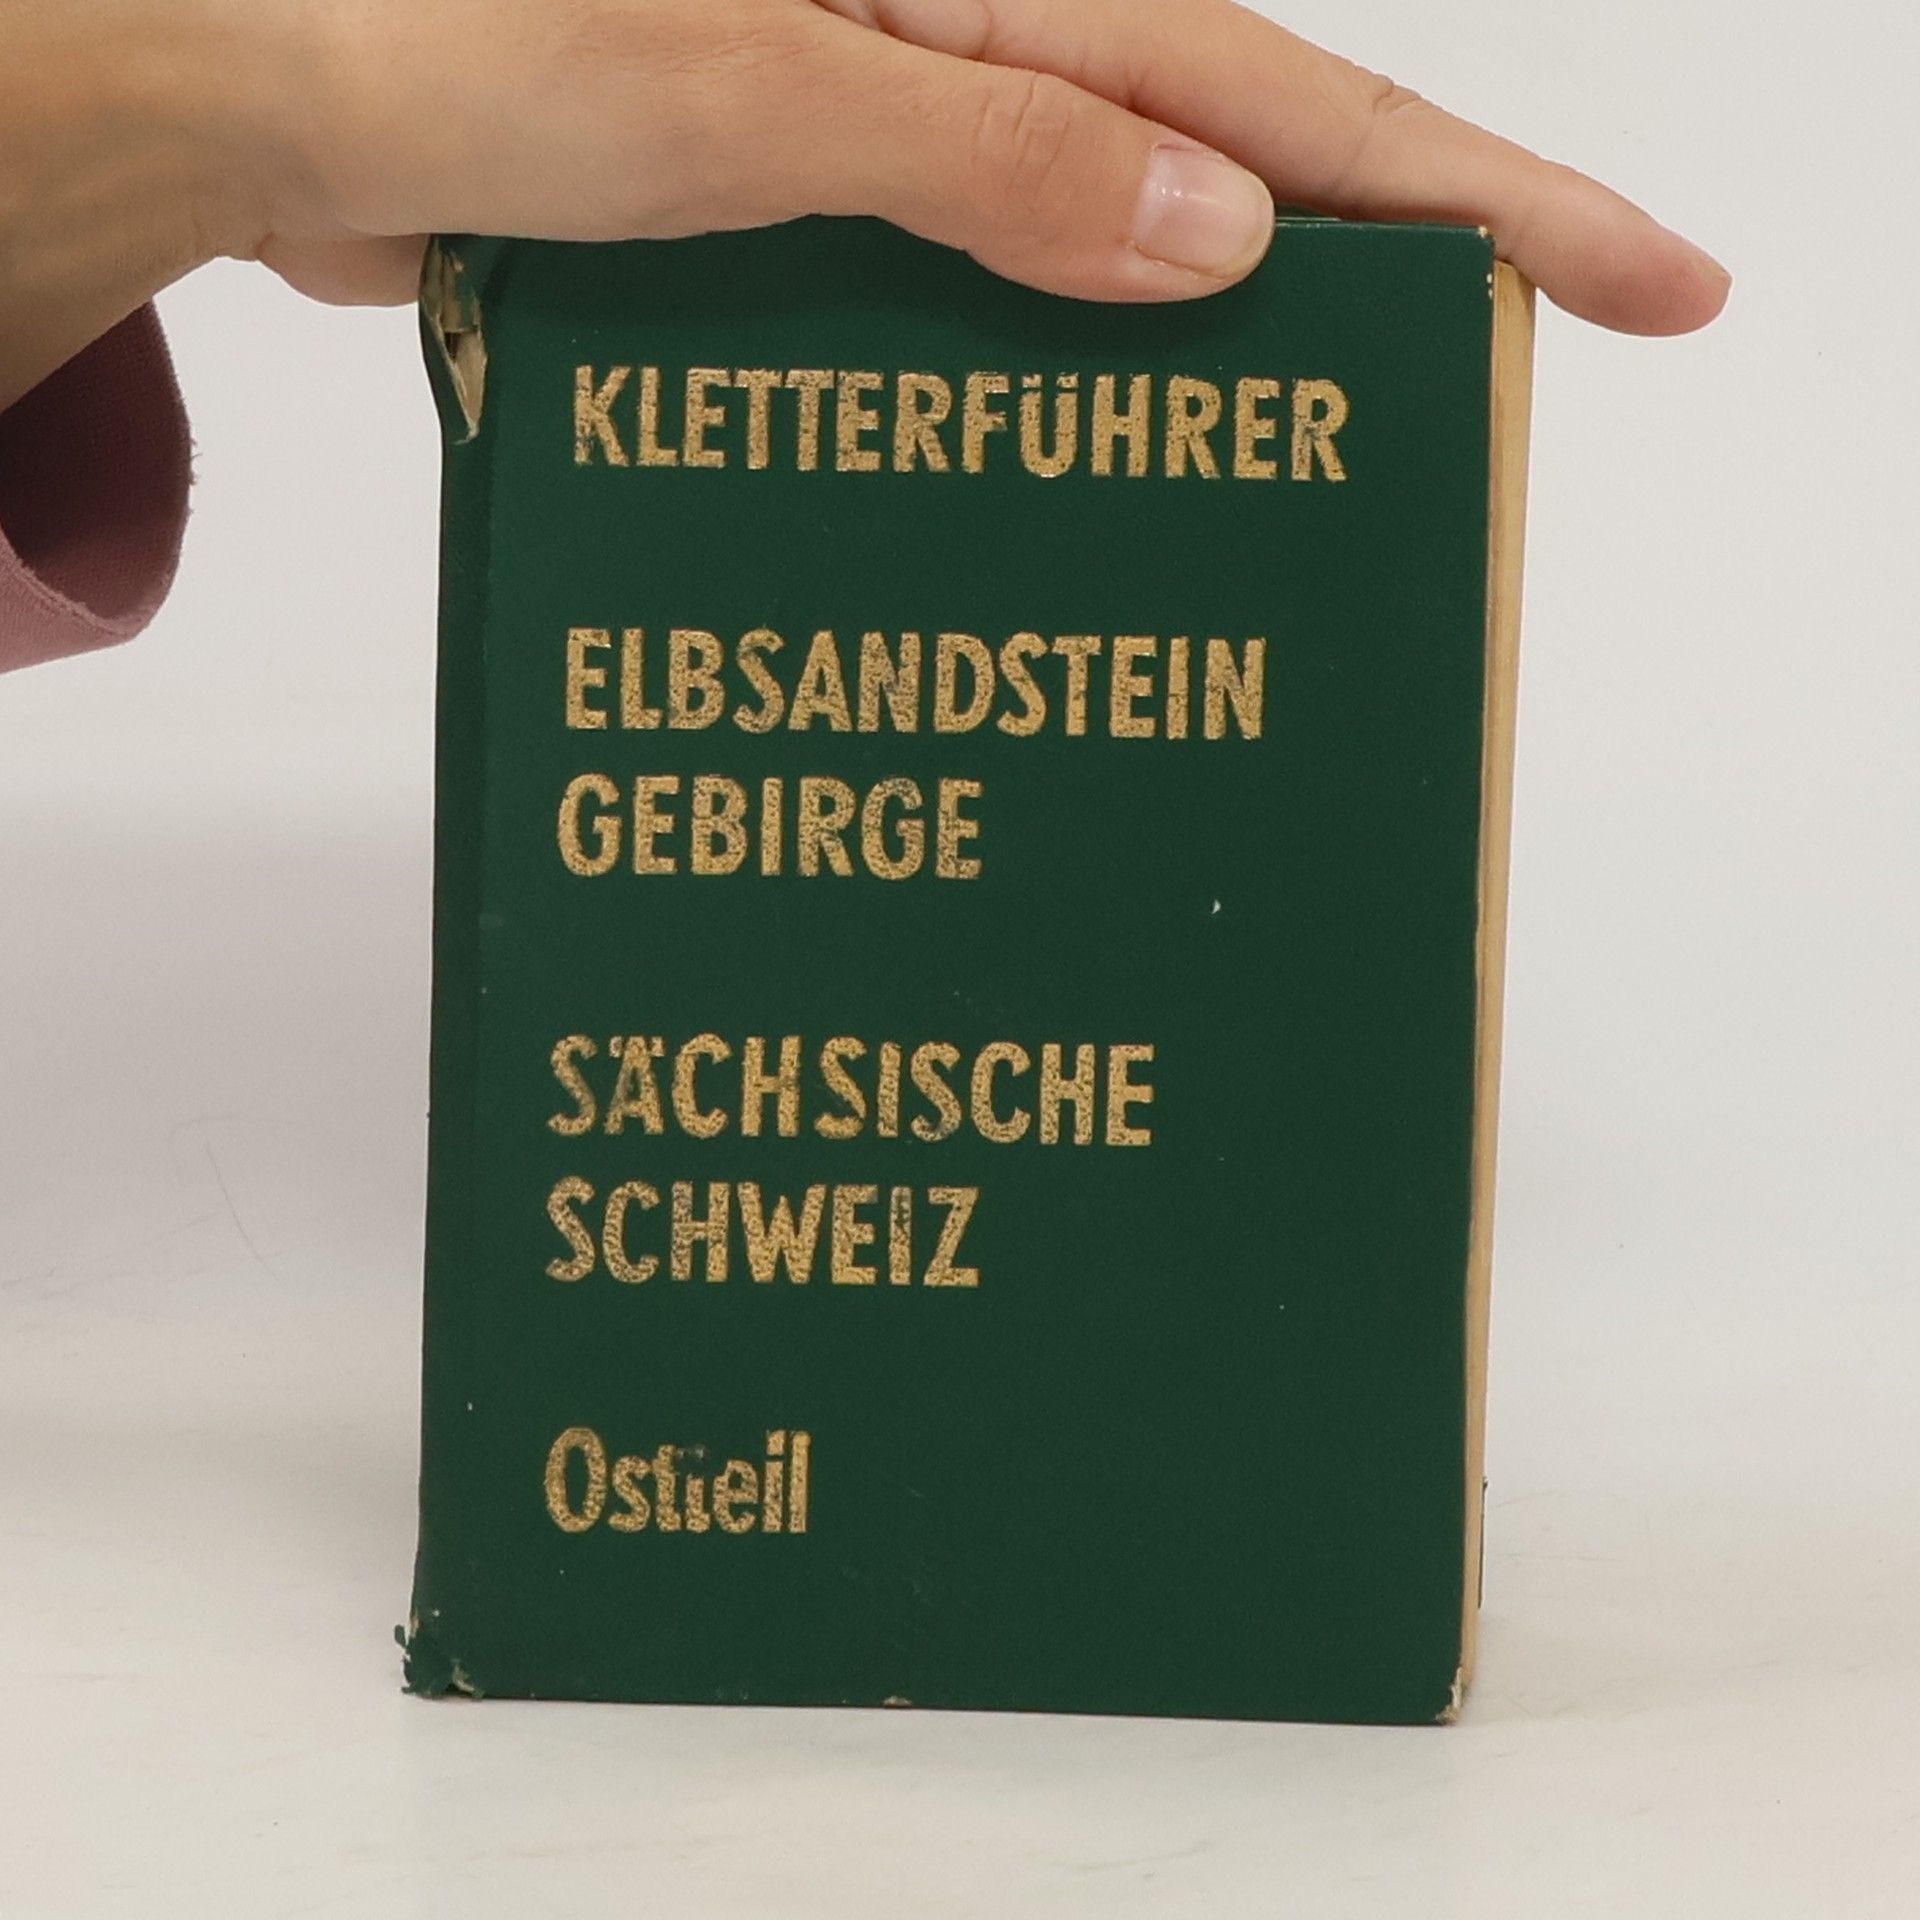 KLETTERFÜHRER
ELBSANDSTEIN
GEBIRGE
SÄCHSISCHE
SCHWEIZ
Ostteil